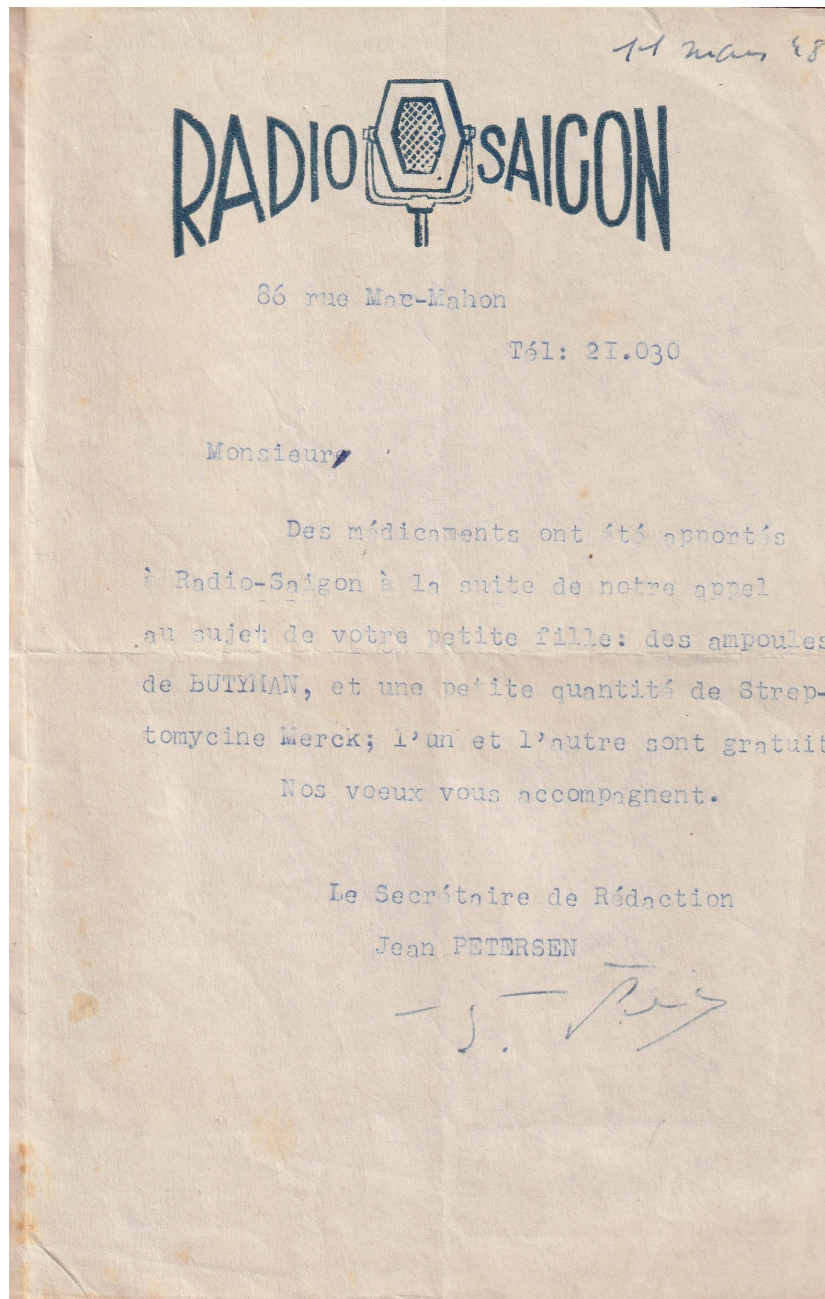 11 mars 48
RADIO SAIGON
86 rue Mac-Mahon
Tél: 2I.030
Monsieur,
Des médicaments ont été apportés
à Radio-Saigon à la suite de notre appel
au sujet de votre petite fille: des ampoules
de BUTYMAN, et une petite quantité de Strep-
tomycine Merck; l'un et l'autre sont gratuit
Nos voeux vous accompagnent.
Le Secrétaire de Rédaction
Jean PETERSEN